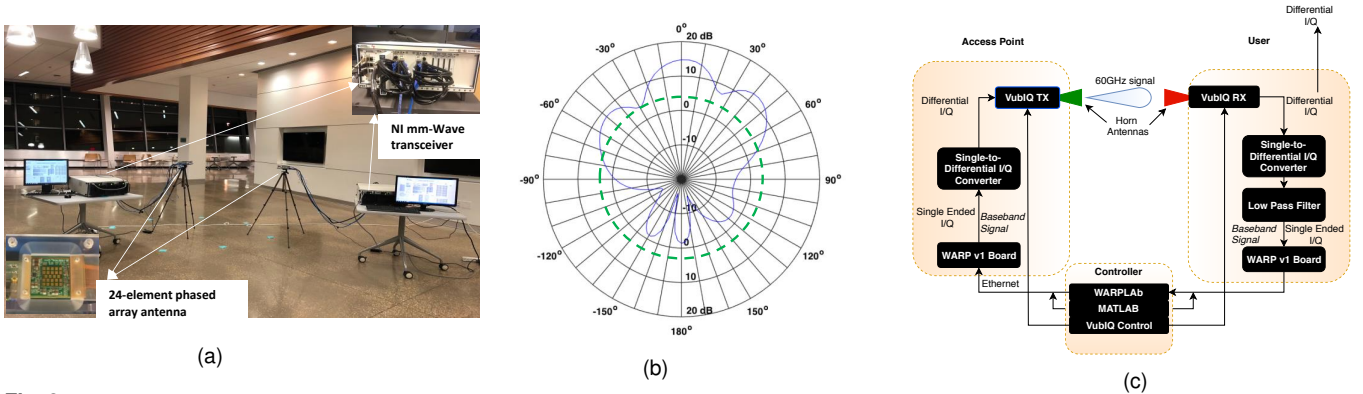 NI mm-Wave
transceiver
24-element phased
array antenna
(a)
0°
-30°
20 dB
30°
10
-60°
60°
0
-10
-90°
90°
-10
0
-120°
120°
10
-150°
20 dB
150°
180°
(b)
Differential
I/Q
Access Point
User
60GHz signal
Differential
I/Q
VubIQ TX
VubIQ RX
Differential
I/Q
Horn
Antennas
Single-to-
Differential I/Q
Converter
Single-to-
Differential I/Q
Converter
Low Pass Filter
Single Ended
I/Q
Baseband
Signal
Baseband
Signal
Single Ended
I/Q
WARP v1 Board
WARP v1 Board
Controller
Ethernet
WARPLAb
MATLAB
VubIQ Control
(c)